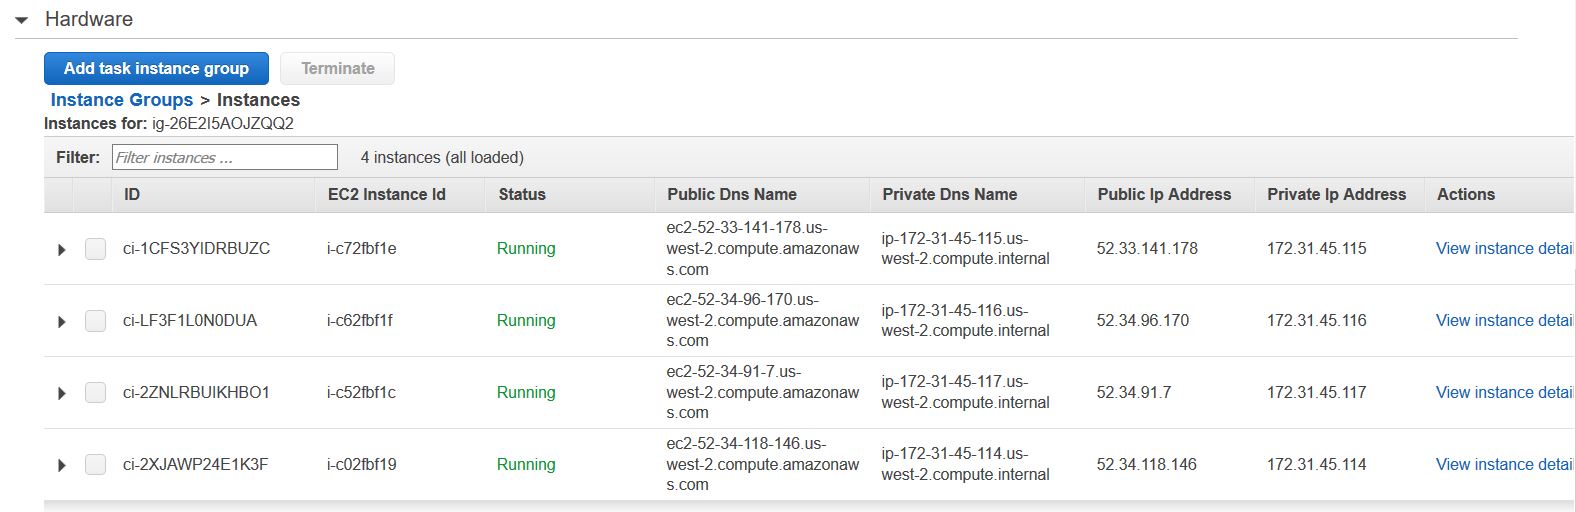 Hardware
Add task instance group Terminate
Instance Groups > Instances
Instances for: ig-26E2I5AOJZQQ2
Filter: Filter instances ... 4 instances (all loaded)
ID EC2 Instance Id Status Public Dns Name Private Dns Name Public Ip Address Private Ip Address Actions
ec2-52-33-141-178.us-
ci-1CFS3YIDRBUZC i-c72fbf1e Running west-2.compute.amazonaw ip-172-31-45-115.us- 52.33.141.178 172.31.45.115 View instance detai
s.com west-2.compute.internal
ec2-52-34-96-170.us-
ci-LF3F1L0N0DUA i-c62fbf1f Running west-2.compute.amazonaw ip-172-31-45-116.us- 52.34.96.170 172.31.45.116 View instance detai
s.com west-2.compute.internal
ec2-52-34-91-7.us-
ci-2ZNLRBUIKHBO1 i-c52fbf1c Running west-2.compute.amazonaw ip-172-31-45-117.us- 52.34.91.7 172.31.45.117 View instance detai
s.com west-2.compute.internal
ec2-52-34-118-146.us-
ci-2XJAWP24E1K3F i-c02fbf19 Running west-2.compute.amazonaw ip-172-31-45-114.us- 52.34.118.146 172.31.45.114 View instance detai
s.com west-2.compute.internal